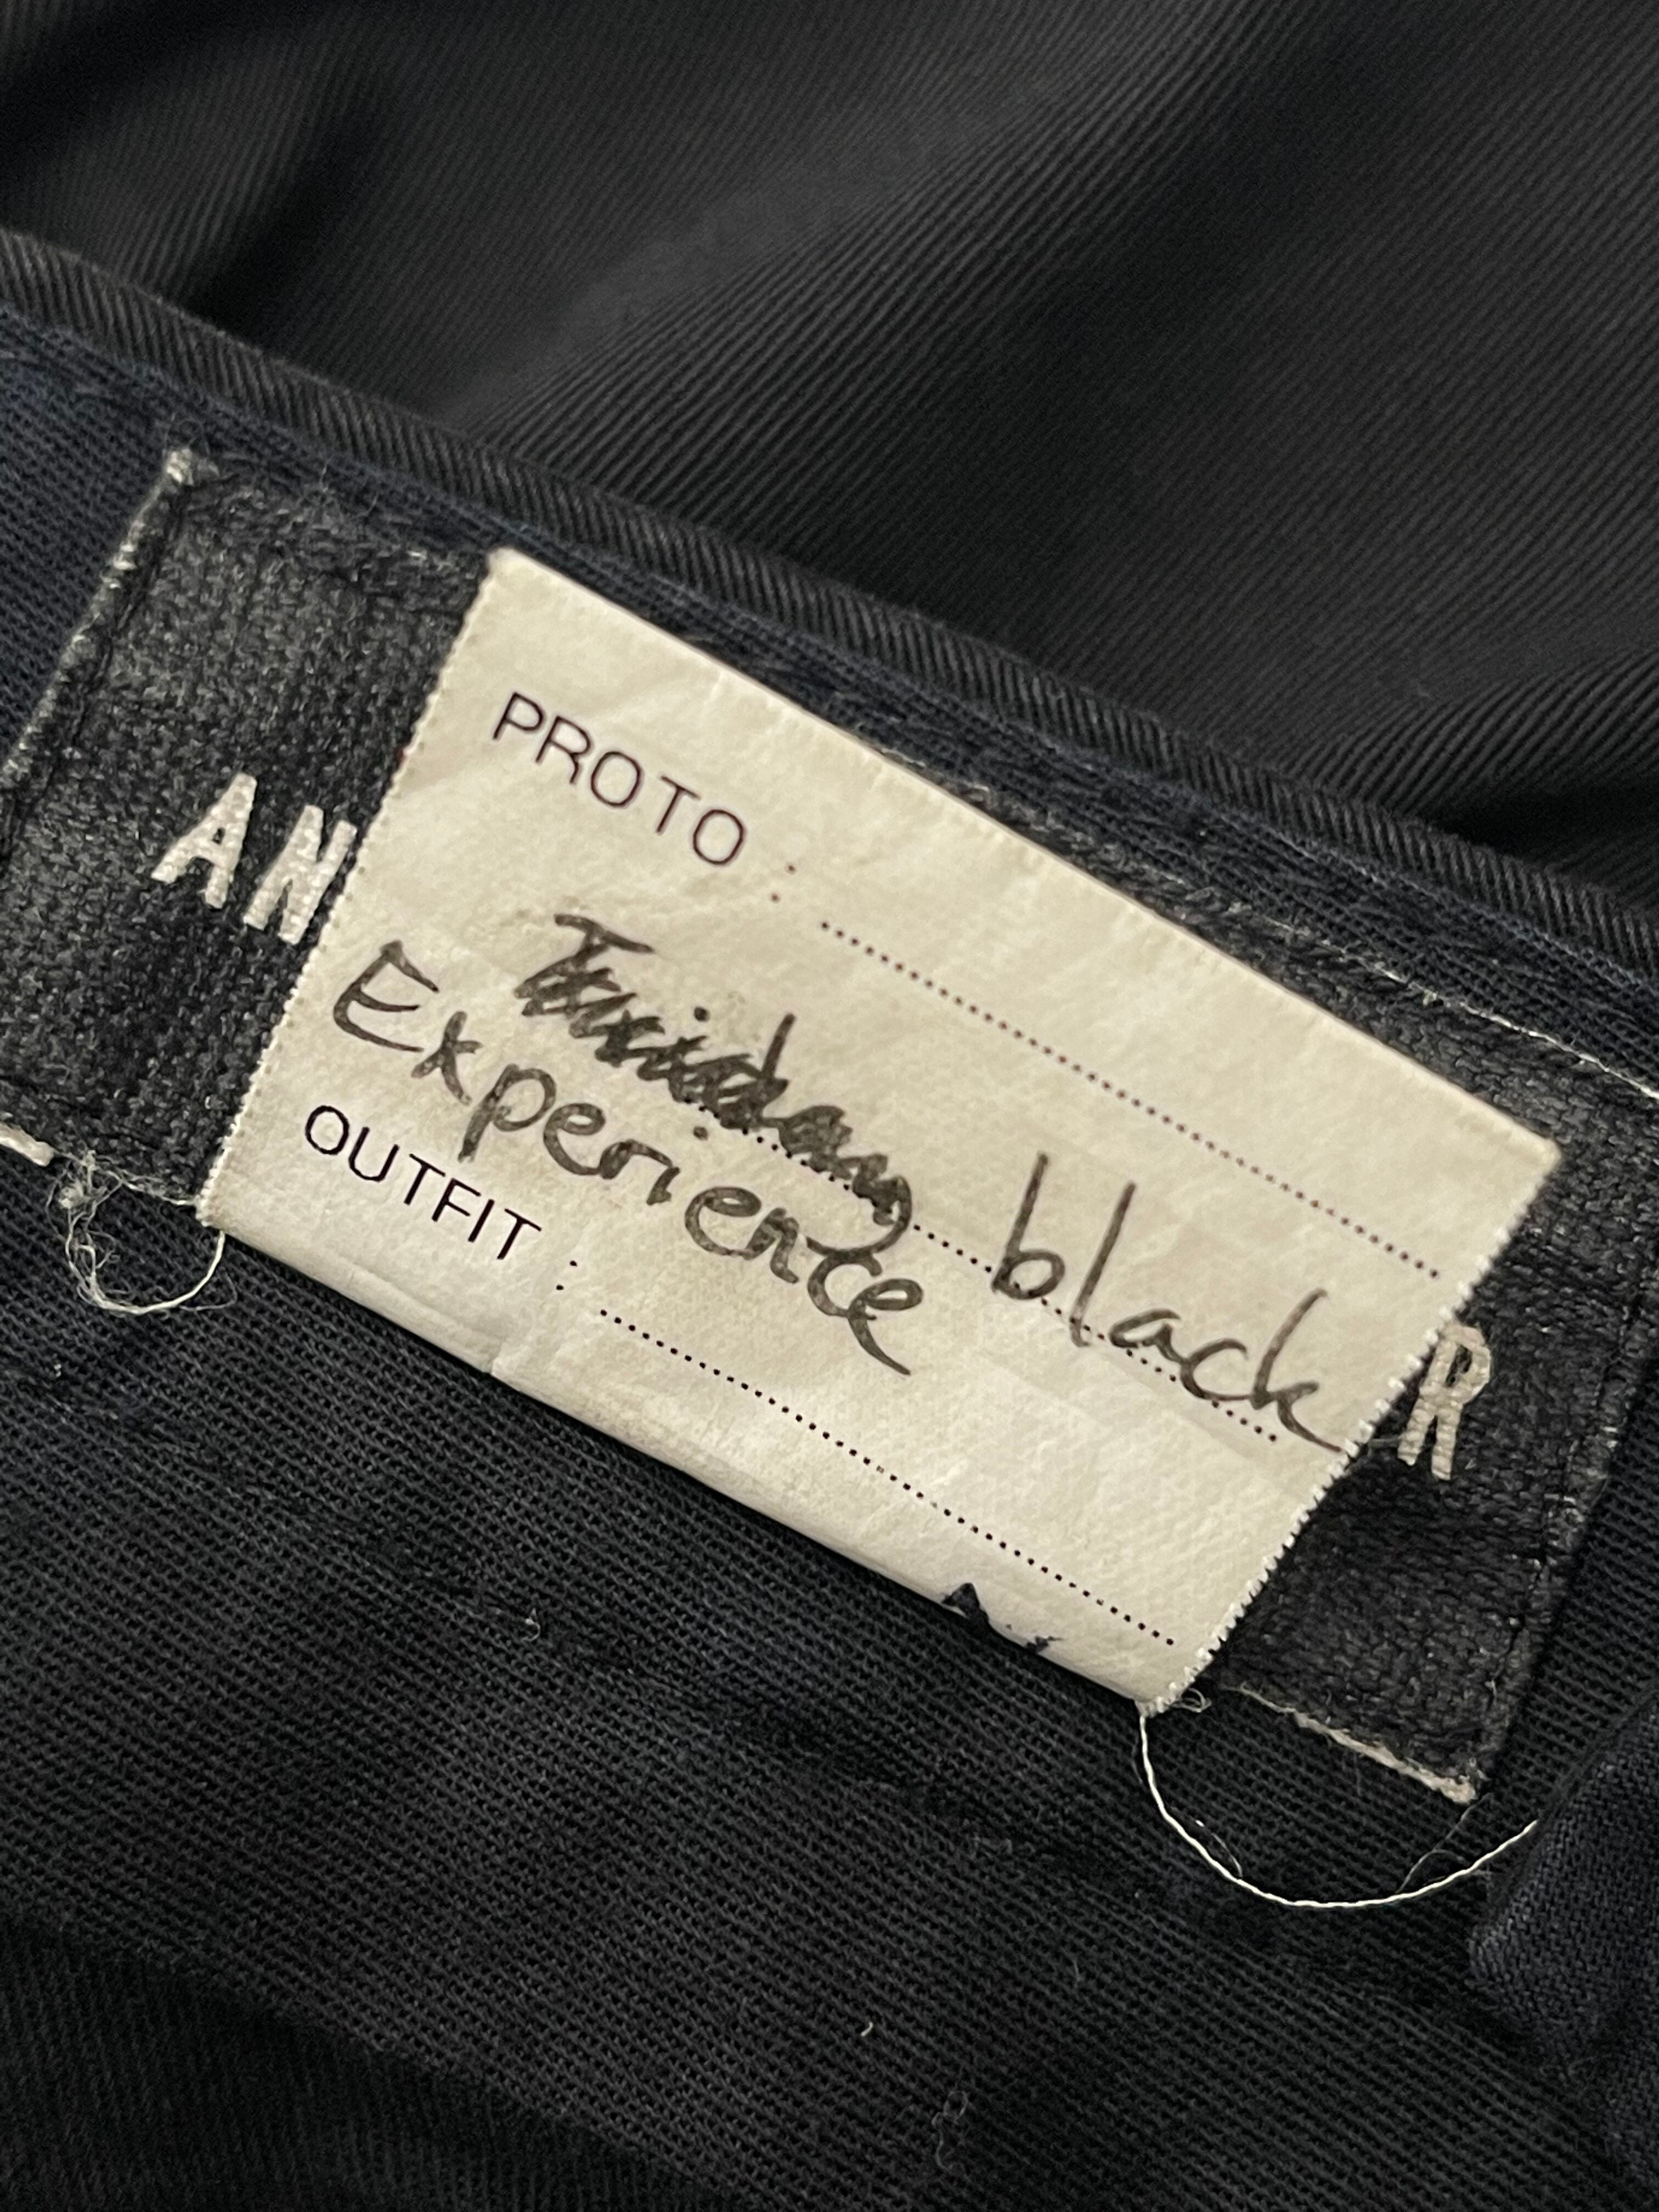 PROTO :
black
Experience
OUTFIT :
AN
R